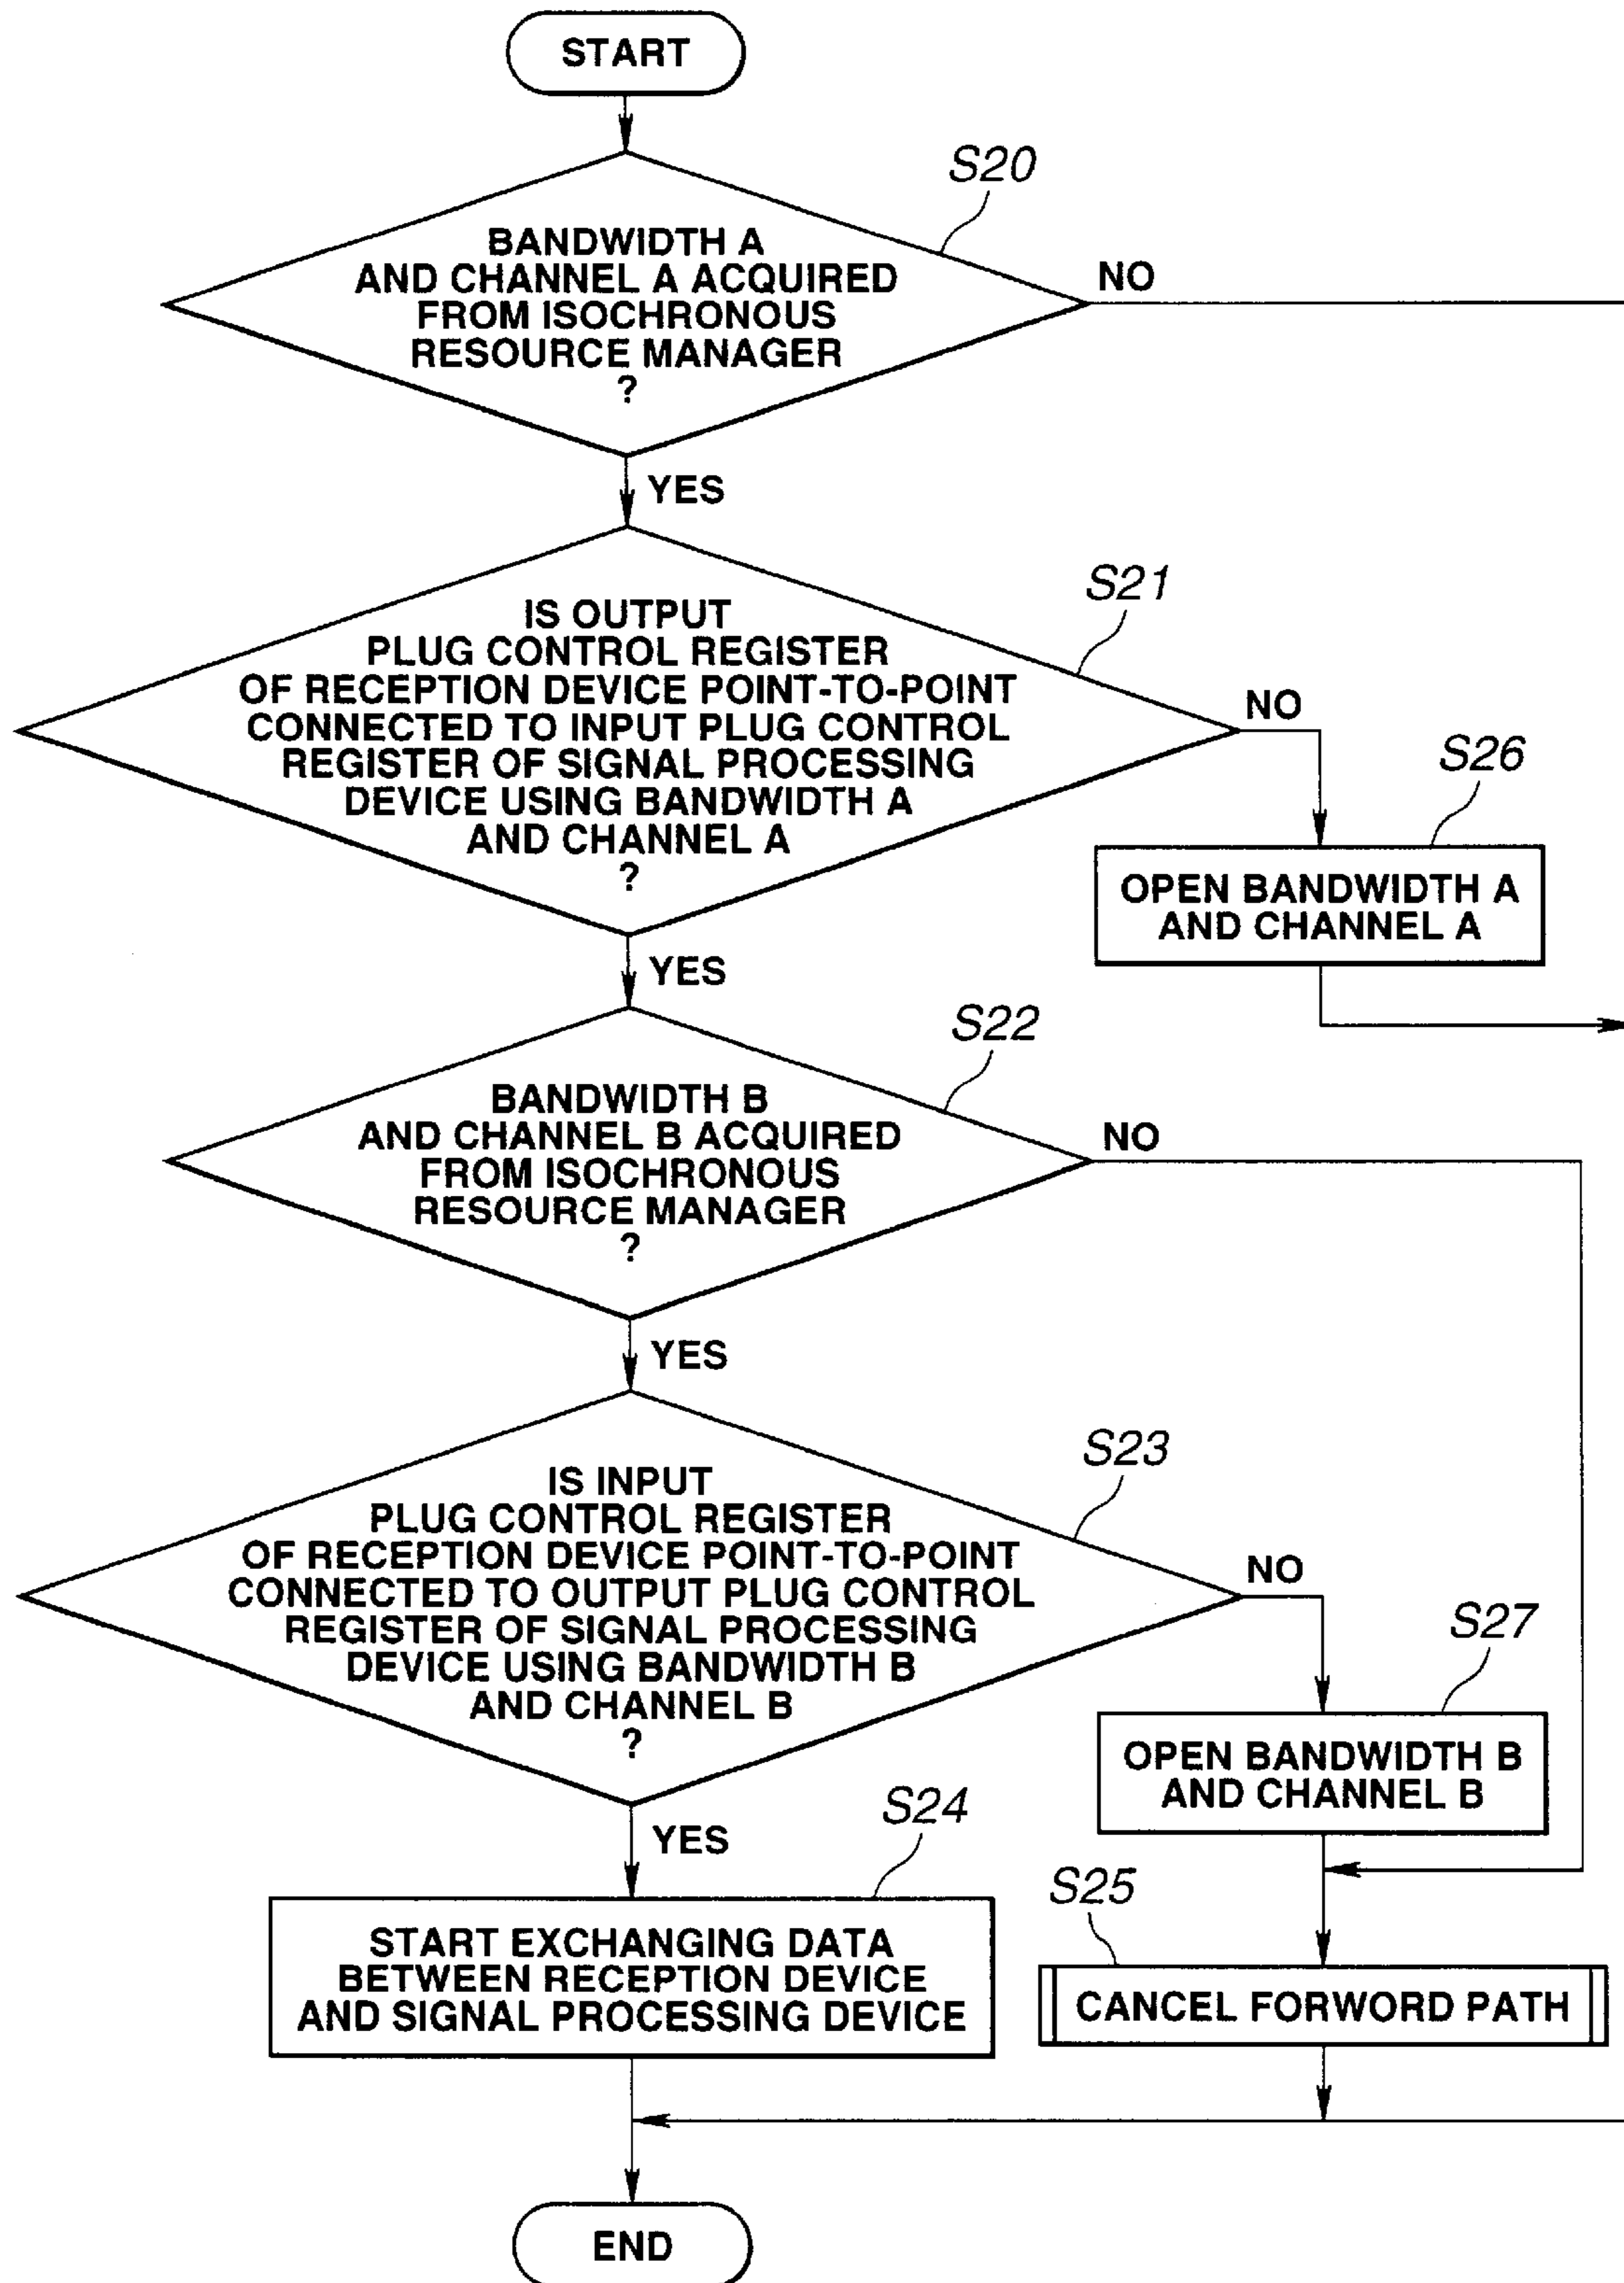 START
S20
BANDWIDTH A
AND CHANNEL A ACQUIRED
FROM ISOCHRONOUS
RESOURCE MANAGER
?
NO
YES
S21
IS OUTPUT
PLUG CONTROL REGISTER
OF RECEPTION DEVICE POINT-TO-POINT
CONNECTED TO INPUT PLUG CONTROL
REGISTER OF SIGNAL PROCESSING
DEVICE USING BANDWIDTH A
AND CHANNEL A
?
NO
S26
OPEN BANDWIDTH A
AND CHANNEL A
YES
S22
BANDWIDTH B
AND CHANNEL B ACQUIRED
FROM ISOCHRONOUS
RESOURCE MANAGER
?
NO
YES
S23
IS INPUT
PLUG CONTROL REGISTER
OF RECEPTION DEVICE POINT-TO-POINT
CONNECTED TO OUTPUT PLUG CONTROL
REGISTER OF SIGNAL PROCESSING
DEVICE USING BANDWIDTH B
AND CHANNEL B
?
NO
S27
OPEN BANDWIDTH B
AND CHANNEL B
YES
S24
START EXCHANGING DATA
BETWEEN RECEPTION DEVICE
AND SIGNAL PROCESSING DEVICE
S25
CANCEL FORWORD PATH
END